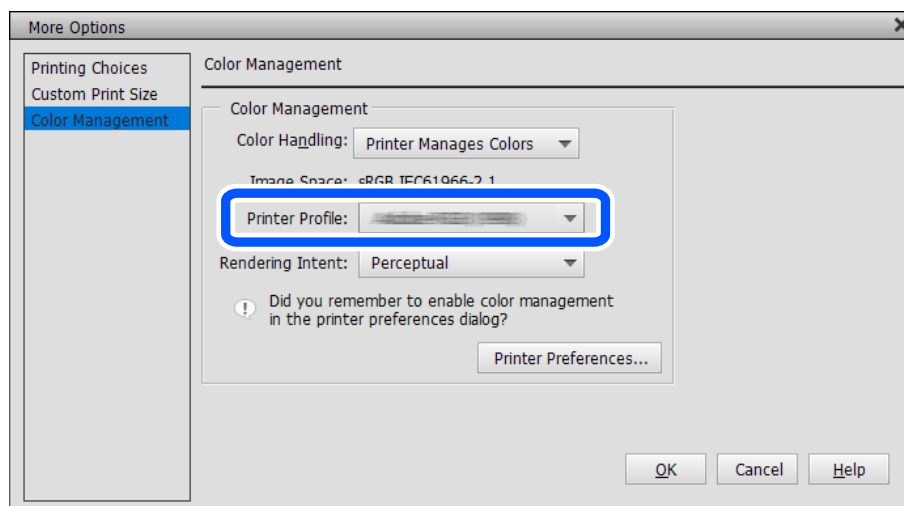 More Options
Printing Choices
Custom Print Size
Color Management
Color Management
Color Management
Color Handling: Printer Manages Colors
Image Space: sRGB IEC61966-2.1
Printer Profile:
Rendering Intent: Perceptual
Did you remember to enable color management
in the printer preferences dialog?
Printer Preferences...
OK Cancel Help